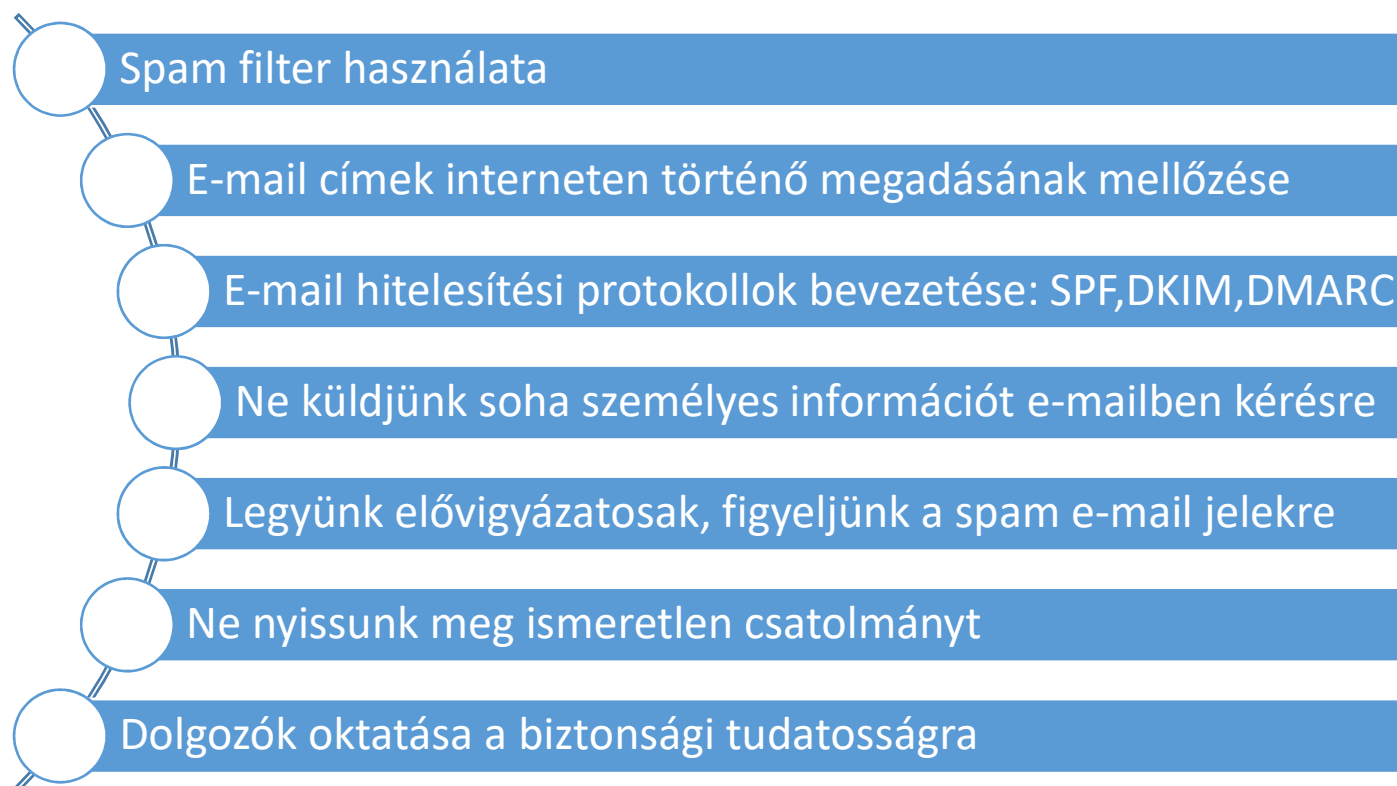 Spam filter használata
E-mail címek interneten történő megadásának mellőzése
E-mail hitelesítési protokollok bevezetése: SPF,DKIM,DMARC
Ne küldjünk soha személyes információt e-mailben kérésre
Legyünk elővigyázatosak, figyeljünk a spam e-mail jelekre
Ne nyissunk meg ismeretlen csatolmányt
Dolgozók oktatása a biztonsági tudatosságra